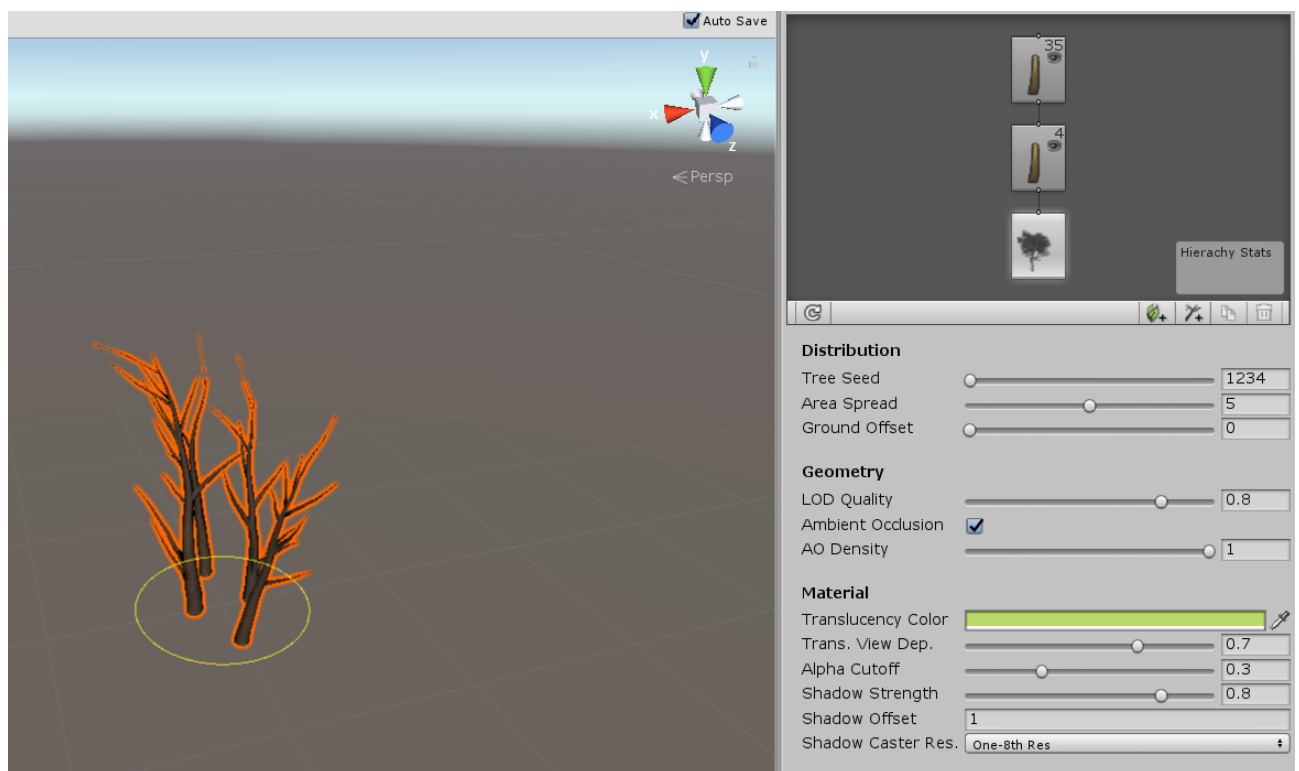 Auto Save
y
x
z
Persp
35
4
Hierachy Stats
Distribution
Tree Seed 1234
Area Spread 5
Ground Offset 0
Geometry
LOD Quality 0.8
Ambient Occlusion
AO Density 1
Material
Translucency Color
Trans. View Dep. 0.7
Alpha Cutoff 0.3
Shadow Strength 0.8
Shadow Offset 1
Shadow Caster Res. One-8th Res